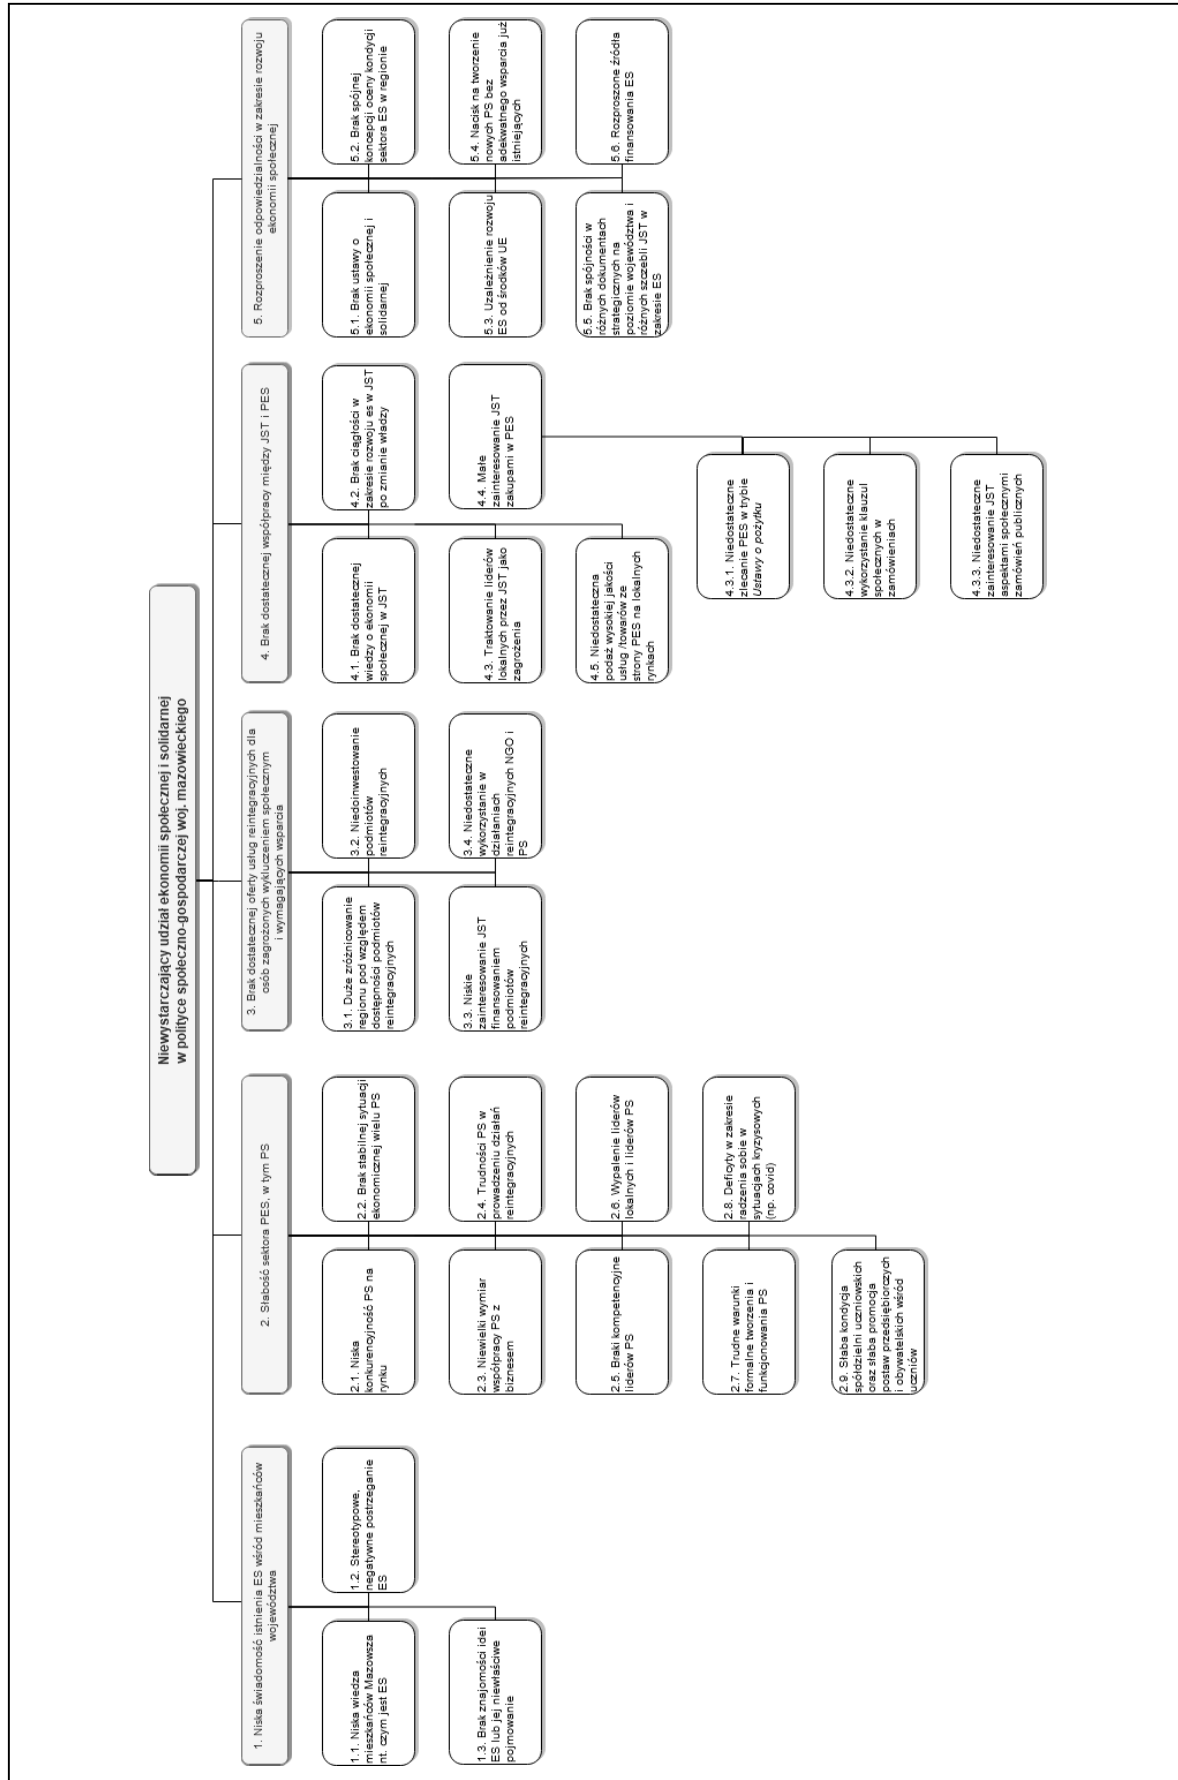 Niewystarczający udział ekonomii społecznej i solidarnej
w polityce społeczno-gospodarczej woj. mazowieckiego
1. Niska świadomość istnienia ES wśród mieszkańców
województwa
1.1. Niska wiedza
mieszkańców Mazowsza
nt. czym jest ES
1.2. Stereotypowe,
negatywne postrzeganie
ES
1.3. Brak znajomości idei
ES lub jej niewłaściwe
pojmowanie
2. Słabość sektora PES, w tym PS
2.1. Niska
konkurencyjność PS na
rynku
2.2. Brak stabilnej sytuacji
ekonomicznej wielu PS
2.3. Niewielki wymiar
współpracy PS z
biznesem
2.4. Trudności PS w
prowadzeniu działań
reintegracyjnych
2.5. Braki kompetencyjne
liderów PS
2.6. Wypalenie liderów
lokalnych i liderów PS
2.7. Trudne warunki
formalne tworzenia i
funkcjonowania PS
2.8. Deficyty w zakresie
radzenia sobie w
sytuacjach kryzysowych
(np. covid)
2.9. Słaba kondycja
spółdzielni uczniowskich
oraz słaba promocja
postaw przedsiębiorczych
i obywatelskich wśród
uczniów
3. Brak dostatecznej oferty usług reintegracyjnych dla
osób zagrożonych wykluczeniem społecznym
i wymagających wsparcia
3.1. Duże zróżnicowanie
regionu pod względem
dostępności podmiotów
reintegracyjnych
3.2. Niedoinwestowanie
podmiotów
reintegracyjnych
3.3. Niskie
zainteresowanie JST
finansowaniem
podmiotów
reintegracyjnych
3.4. Niedostateczne
wykorzystanie w
działaniach
reintegracyjnych NGO i
PS
4. Brak dostatecznej współpracy między JST i PES
4.1. Brak dostatecznej
wiedzy o ekonomii
społecznej w JST
4.2. Brak ciągłości w
zakresie rozwoju es w JST
po zmianie władzy
4.3. Traktowanie liderów
lokalnych przez JST jako
zagrożenia
4.4. Małe
zainteresowanie JST
zakupami w PES
4.5. Niedostateczna
podaż wysokiej jakości
usług /towarów ze
strony PES na lokalnych
rynkach
4.3.1. Niedostateczne
zlecanie PES w trybie
Ustawy o pożytku
4.3.2. Niedostateczne
wykorzystanie klauzul
społecznych w
zamówieniach
4.3.3. Niedostateczne
zainteresowanie JST
aspektami społecznymi
zamówień publicznych
5. Rozproszenie odpowiedzialności w zakresie rozwoju
ekonomii społecznej
5.1. Brak ustawy o
ekonomii społecznej i
solidarnej
5.2. Brak spójnej
koncepcji oceny kondycji
sektora ES w regionie
5.3. Uzależnienie rozwoju
ES od środków UE
5.4. Nacisk na tworzenie
nowych PS bez
adekwatnego wsparcia już
istniejących
5.5. Brak spójności w
różnych dokumentach
strategicznych na
poziomie województwa i
różnych szczebli JST w
zakresie ES
5.6. Rozproszone źródła
finansowania ES